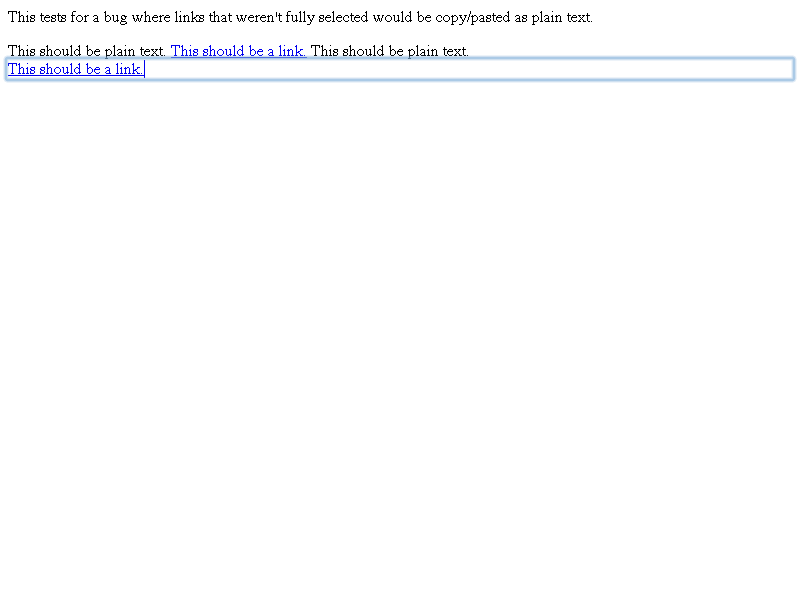 This tests for a bug where links that weren't fully selected would be copy/pasted as plain text.
This should be plain text. This should be a link. This should be plain text.
This should be a link.